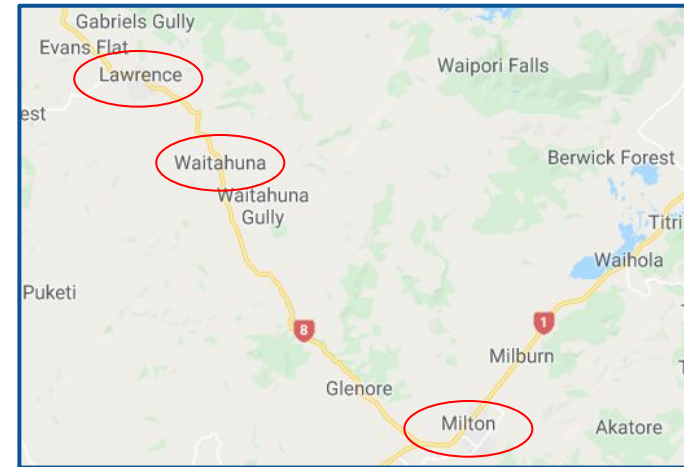 Gabriels Gully
Evans Flat
Lawrence
Waipori Falls
est
Waitahuna
Berwick Forest
Waitahuna
Gully
Titri
Waihola
Puketi
8
1
Milburn
Glenore
Milton
Akatore